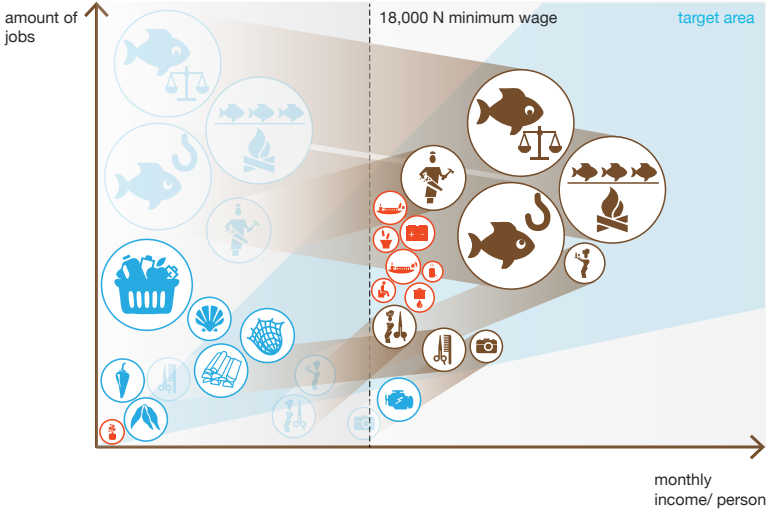 amount of
jobs
18,000 N minimum wage
target area
monthly
income/ person